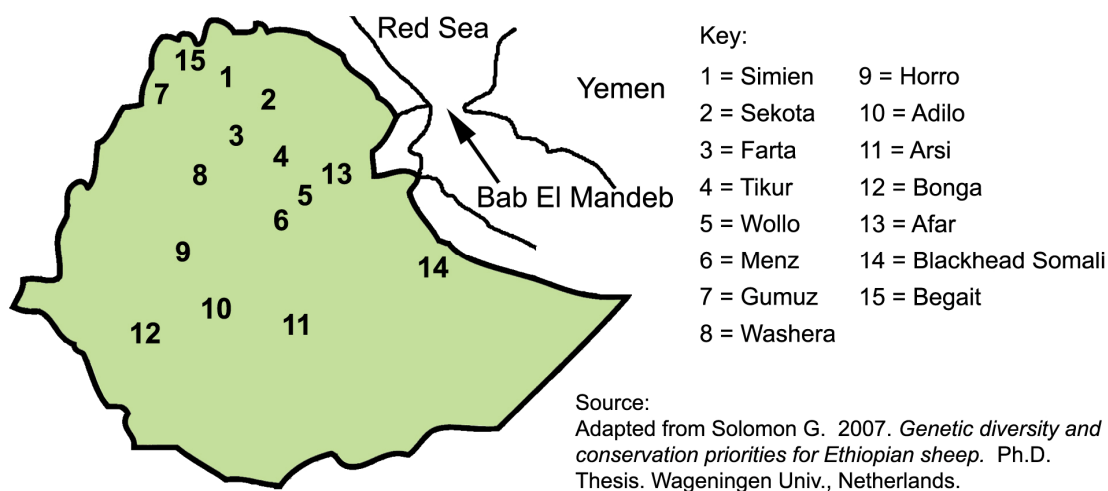 Red Sea
Yemen
Bab El Mandeb
15
1
7
2
3
4
8
13
5
6
9
14
10
11
12
Key:
1 = Simien
2 = Sekota
3 = Farta
4 = Tikur
5 = Wollo
6 = Menz
7 = Gumuz
8 = Washera
9 = Horro
10 = Adilo
11 = Arsi
12 = Bonga
13 = Afar
14 = Blackhead Somali
15 = Begait
Source:
Adapted from Solomon G. 2007. Genetic diversity and
conservation priorities for Ethiopian sheep. Ph.D.
Thesis. Wageningen Univ., Netherlands.